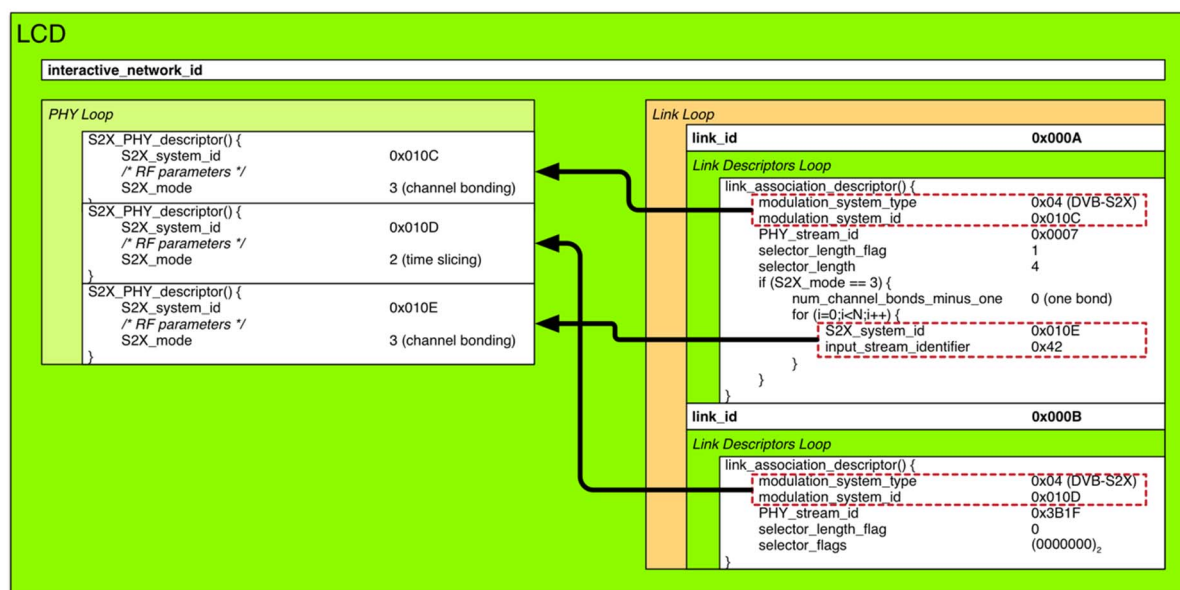 LCD
interactive_network_id
PHY Loop
S2X_PHY_descriptor() {
S2X_system_id 0x010C
/* RF parameters */
S2X_mode 3 (channel bonding)
}
S2X_PHY_descriptor() {
S2X_system_id 0x010D
/* RF parameters */
S2X_mode 2 (time slicing)
}
S2X_PHY_descriptor() {
S2X_system_id 0x010E
/* RF parameters */
S2X_mode 3 (channel bonding)
}
Link Loop
link_id 0x000A
Link Descriptors Loop
link_association_descriptor() {
modulation_system_type 0x04 (DVB-S2X)
modulation_system_id 0x010C
PHY_stream_id 0x0007
selector_length_flag 1
selector_length 4
if (S2X_mode == 3) {
num_channel_bonds_minus_one 0 (one bond)
for (i=0;i<N;i++) {
S2X_system_id 0x010E
input_stream_identifier 0x42
}
}
}
link_id 0x000B
Link Descriptors Loop
link_association_descriptor() {
modulation_system_type 0x04 (DVB-S2X)
modulation_system_id 0x010D
PHY_stream_id 0x3B1F
selector_length_flag 0
selector_flags (0000000)₂
}